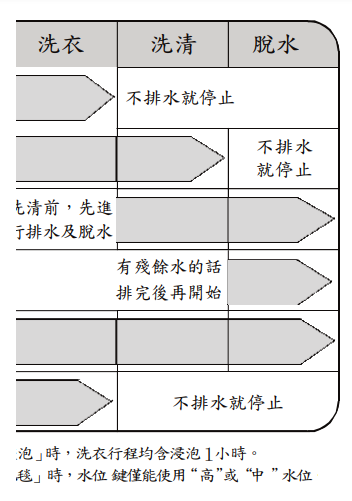 洗衣 洗清 脫水
不排水就停止
不排水
就停止
洗清前，先進
行排水及脫水
有殘餘水的話
排完後再開始
不排水就停止
泡」時，洗衣行程均含浸泡1小時。
毯」時，水位 鍵僅能使用 “高”或 “中 ”水位